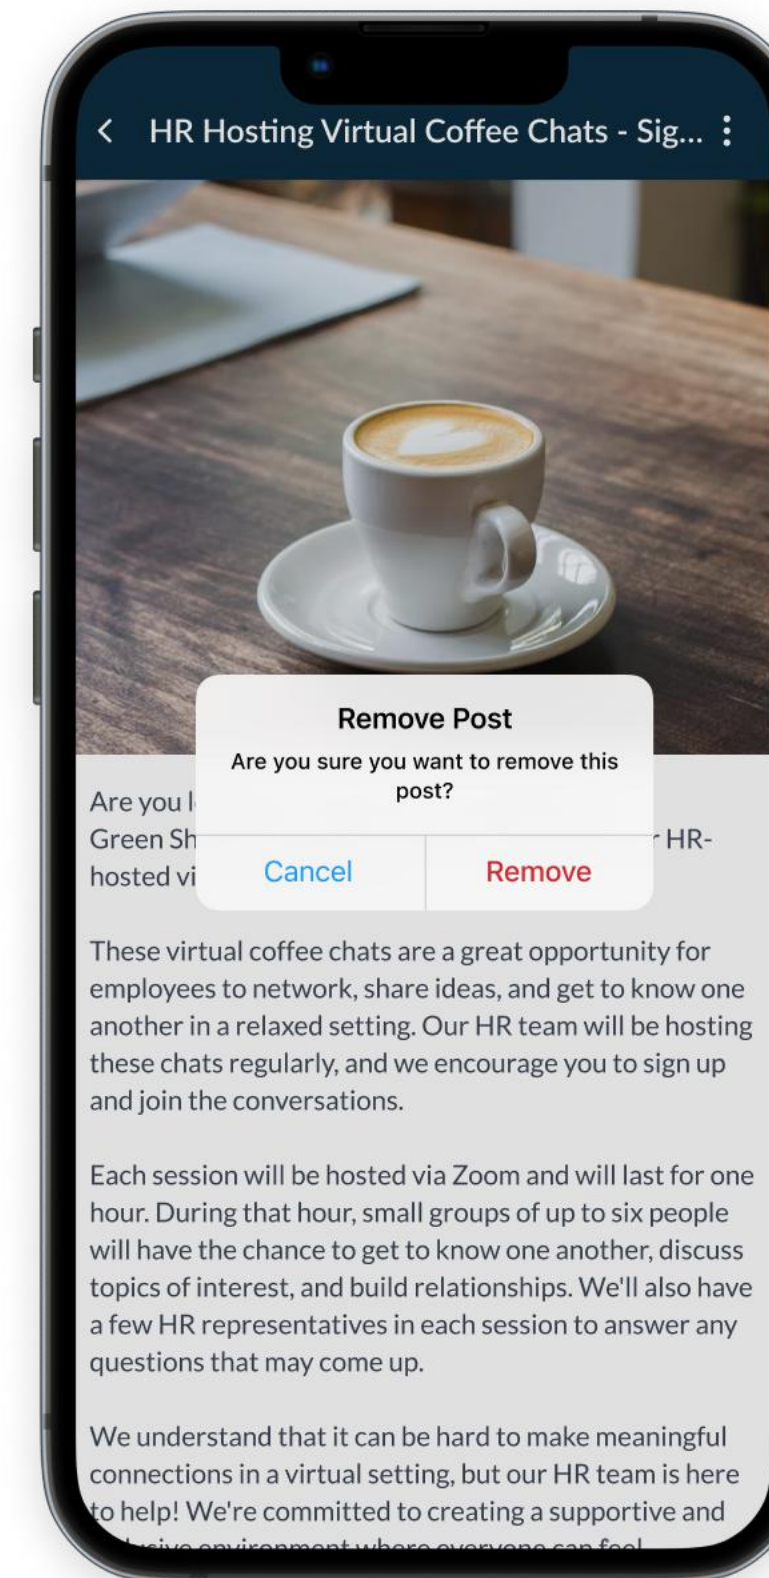 HR Hosting Virtual Coffee Chats - Sig...
Remove Post
Are you sure you want to remove this
post?
Cancel
Remove
Are you
Green HR-
hosted
These virtual coffee chats are a great opportunity for
employees to network, share ideas, and get to know one
another in a relaxed setting. Our HR team will be hosting
these chats regularly, and we encourage you to sign up
and join the conversations.
Each session will be hosted via Zoom and will last for one
hour. During that hour, small groups of up to six people
will have the chance to get to know one another, discuss
topics of interest, and build relationships. We'll also have
a few HR representatives in each session to answer any
questions that may come up.
We understand that it can be hard to make meaningful
connections in a virtual setting, but our HR team is here
to help! We're committed to creating a supportive and
environment where everyone can feel